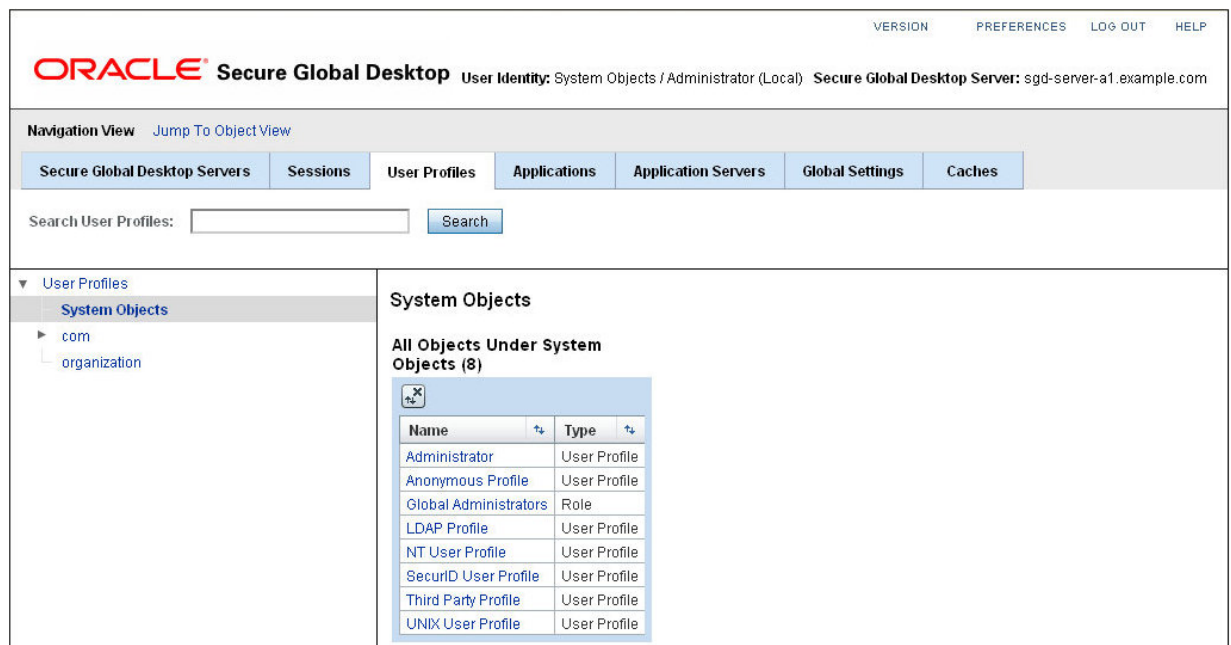 VERSION PREFERENCES LOG OUT HELP
ORACLE Secure Global Desktop User Identity: System Objects / Administrator (Local) Secure Global Desktop Server: sgd-server-a1.example.com
Navigation View Jump To Object View
Secure Global Desktop Servers Sessions User Profiles Applications Application Servers Global Settings Caches
Search User Profiles: Search
User Profiles
System Objects
com
organization
System Objects
All Objects Under System
Objects (8)
Name Type
Administrator User Profile
Anonymous Profile User Profile
Global Administrators Role
LDAP Profile User Profile
NT User Profile User Profile
SecurID User Profile User Profile
Third Party Profile User Profile
UNIX User Profile User Profile